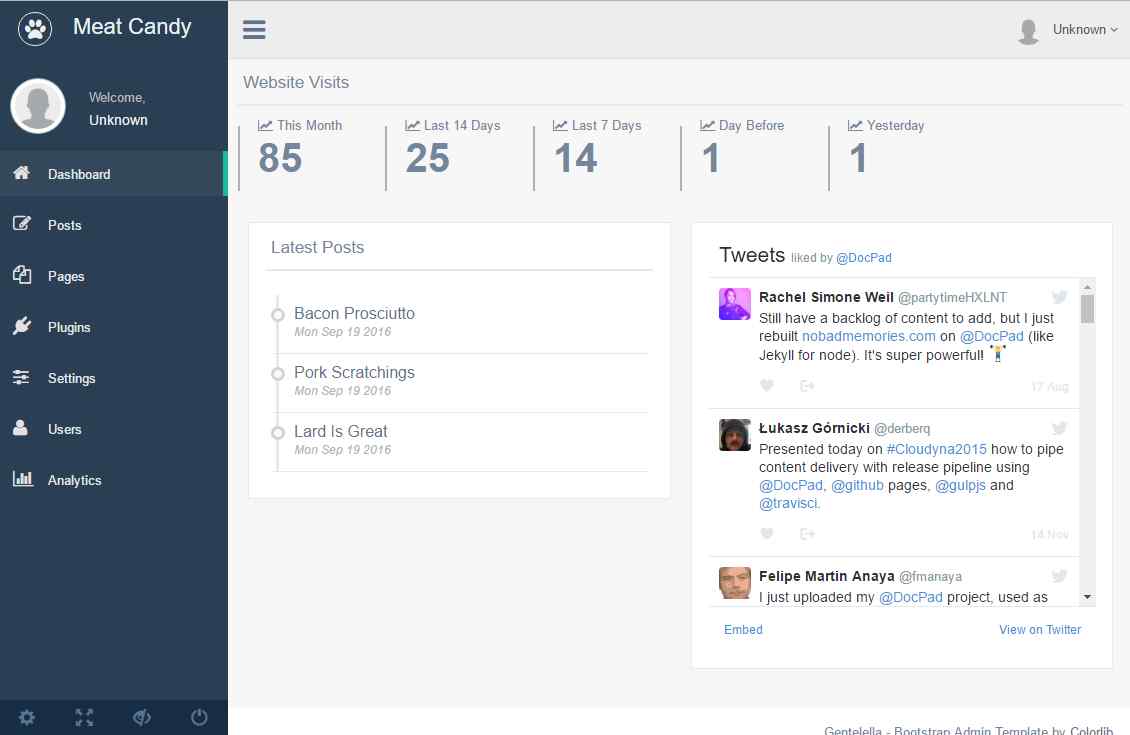 Meat Candy
Unknown
Welcome,
Unknown
Dashboard
Posts
Pages
Plugins
Settings
Users
Analytics
Website Visits
This Month
85
Last 14 Days
25
Last 7 Days
14
Day Before
1
Yesterday
1
Latest Posts
Bacon Prosciutto
Mon Sep 19 2016
Pork Scratchings
Mon Sep 19 2016
Lard Is Great
Mon Sep 19 2016
Tweets liked by @DocPad
Rachel Simone Weil @partytimeHXLNT
Still have a backlog of content to add, but I just
rebuilt nobadmemories.com on @DocPad (like
Jekyll for node). It's super powerful!
17 Aug
Łukasz Górnicki @derberq
Presented today on #Cloudyna2015 how to pipe
content delivery with release pipeline using
@DocPad, @github pages, @gulpjs and
@travisci.
14 Nov
Felipe Martin Anaya @fmanaya
I just uploaded my @DocPad project, used as
Embed
View on Twitter
Gentelella - Bootstrap Admin Template by Colorlib